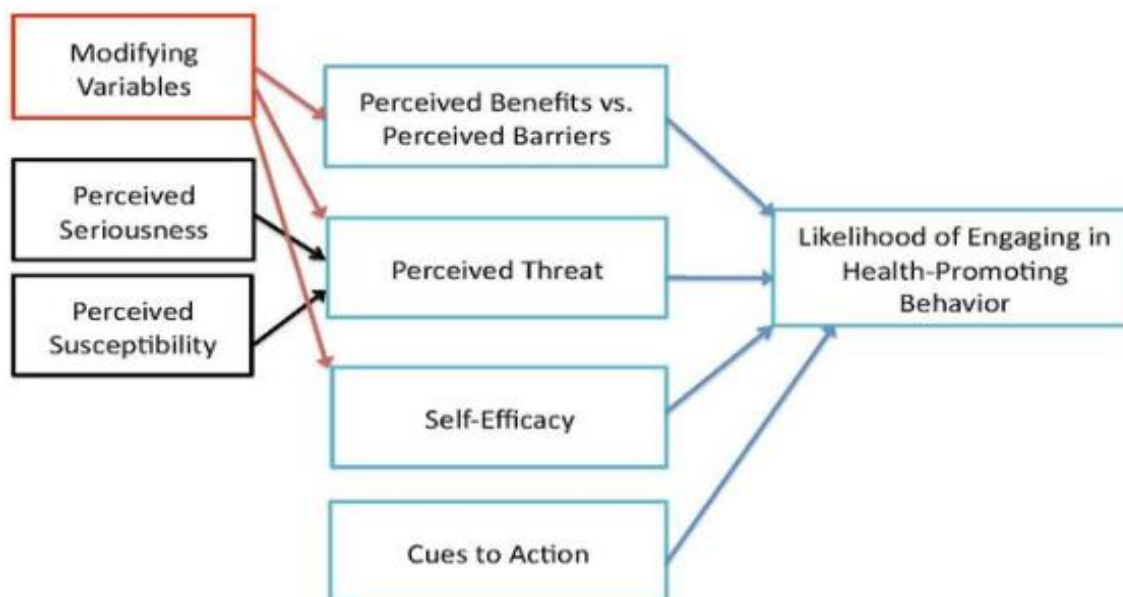 Modifying
Variables
Perceived Benefits vs.
Perceived Barriers
Perceived
Seriousness
Perceived Threat
Likelihood of Engaging in
Health-Promoting
Behavior
Perceived
Susceptibility
Self-Efficacy
Cues to Action